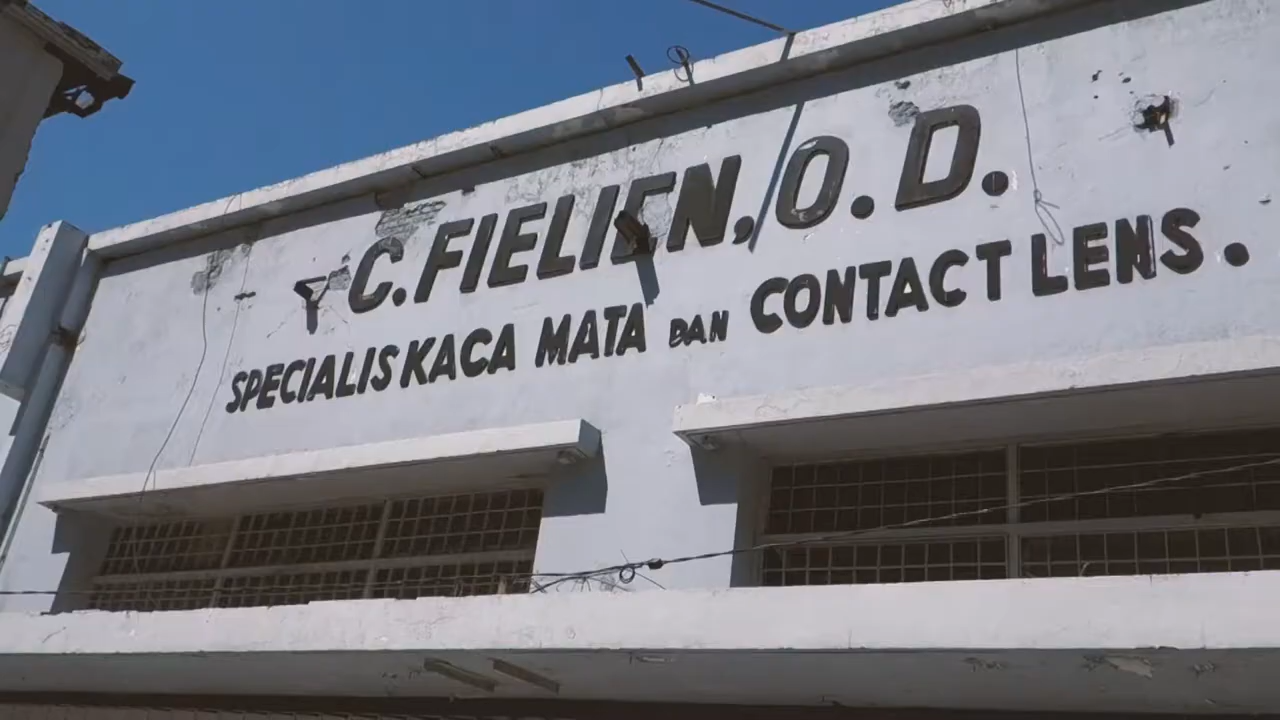 C. FIELIEN, O. D.
SPECIALIS KACA MATA DAN CONTACT LENS.